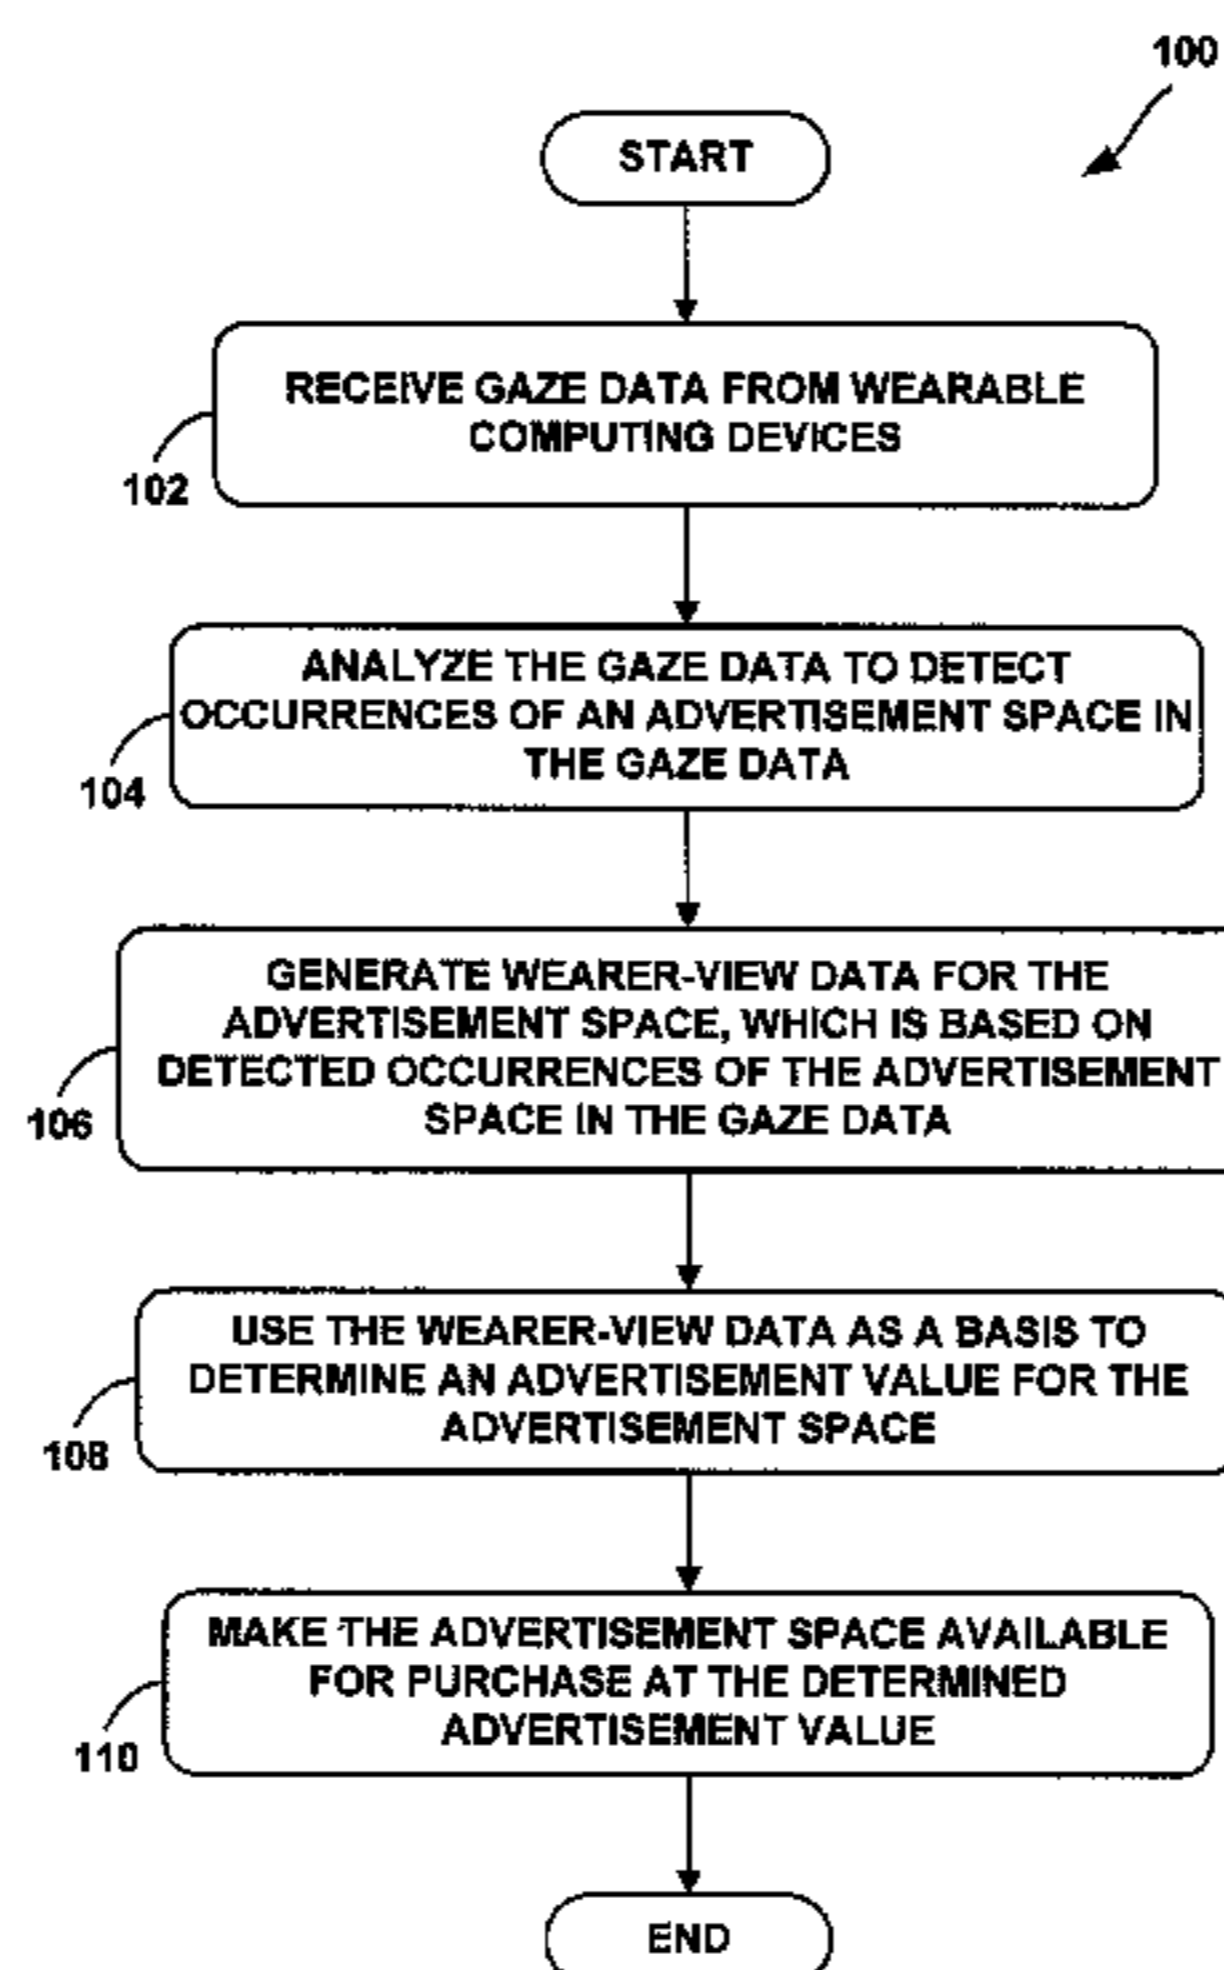 100
START
RECEIVE GAZE DATA FROM WEARABLE
COMPUTING DEVICES
102
ANALYZE THE GAZE DATA TO DETECT
OCCURRENCES OF AN ADVERTISEMENT SPACE IN
THE GAZE DATA
104
GENERATE WEARER-VIEW DATA FOR THE
ADVERTISEMENT SPACE, WHICH IS BASED ON
DETECTED OCCURRENCES OF THE ADVERTISEMENT
SPACE IN THE GAZE DATA
106
USE THE WEARER-VIEW DATA AS A BASIS TO
DETERMINE AN ADVERTISEMENT VALUE FOR THE
ADVERTISEMENT SPACE
108
MAKE THE ADVERTISEMENT SPACE AVAILABLE
FOR PURCHASE AT THE DETERMINED
ADVERTISEMENT VALUE
110
END